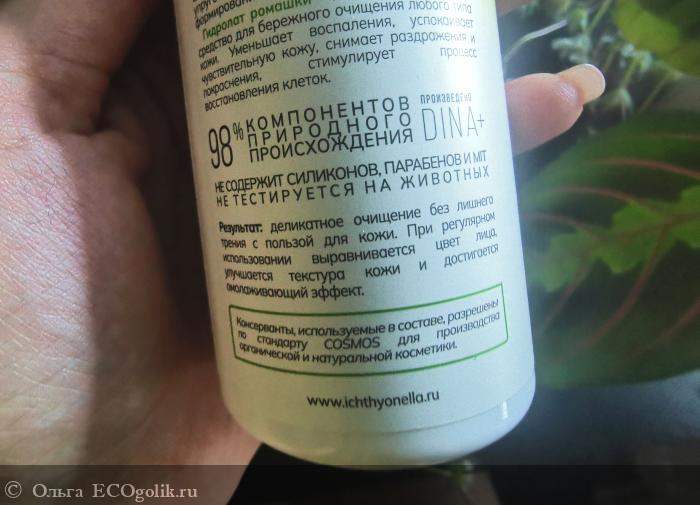 упруго
формировани
Гидролат ромашки
средство для бережного очищения любого типа
кожи. Уменьшает воспаления, успокаивает
чувствительную кожу, снимает раздражения и
покраснения, стимулирует процесс
восстановления клеток.
98% КОМПОНЕНТОВ
ПРИРОДНОГО
ПРОИСХОЖДЕНИЯ
ПРОИЗВЕДЕНО
DINA+
НЕ СОДЕРЖИТ СИЛИКОНОВ, ПАРАБЕНОВ И MIT
НЕ ТЕСТИРУЕТСЯ НА ЖИВОТНЫХ
Результат: деликатное очищение без лишнего
трения с пользой для кожи. При регулярном
использовании выравнивается цвет лица,
улучшается текстура кожи и достигается
омолаживающий эффект.
Консерванты, используемые в составе, разрешены
по стандарту COSMOS для производства
органической и натуральной косметики.
www.ichthyonella.ru
© Ольга ECOgolik.ru